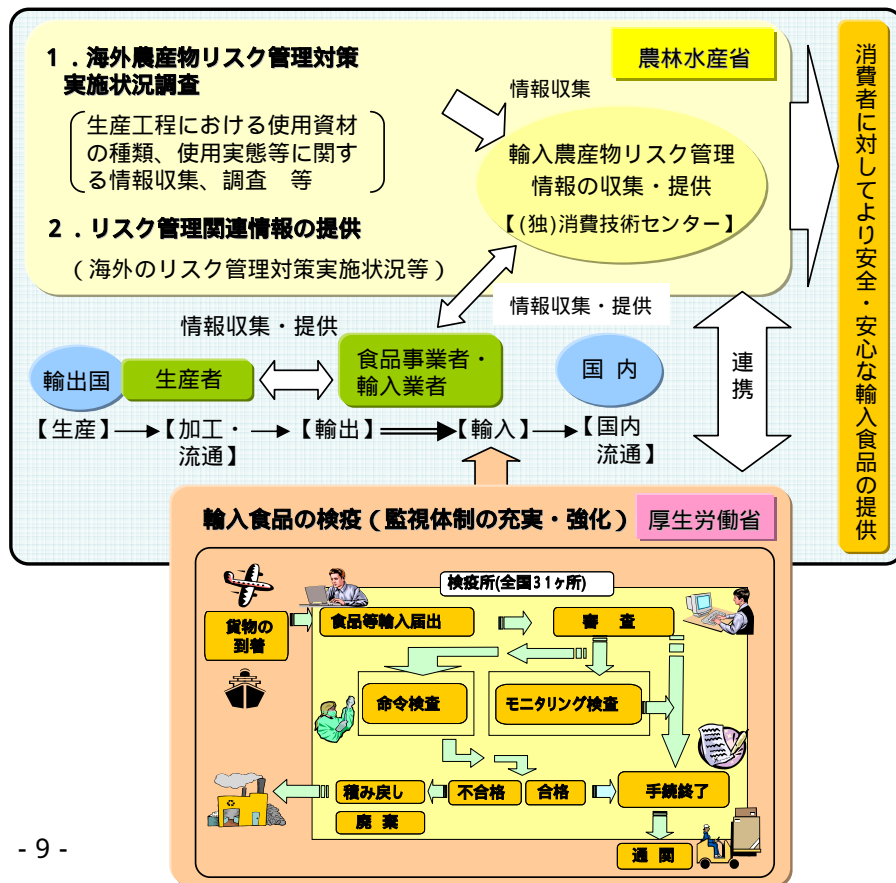 農林水産省
1．海外農産物リスク管理対策
実施状況調査
生産工程における使用資材
の種類、使用実態等に関す
る情報収集、調査　等
2．リスク管理関連情報の提供
（海外のリスク管理対策実施状況等）
情報収集
輸入農産物リスク管理
情報の収集・提供
【(独)消費技術センター】
消費者に対してより安全・安心な輸入食品の提供
情報収集・提供
情報収集・提供
輸出国
生産者
食品事業者・
輸入業者
国 内
連
携
【生産】
【加工・
流通】
【輸出】
【輸入】
【国内
流通】
輸入食品の検疫（監視体制の充実・強化）
厚生労働省
検疫所(全国31ヶ所)
貨物の
到着
食品等輸入届出
審　査
命令検査
モニタリング検査
積み戻し
廃 棄
不合格
合格
手続終了
通 関
- 9 -